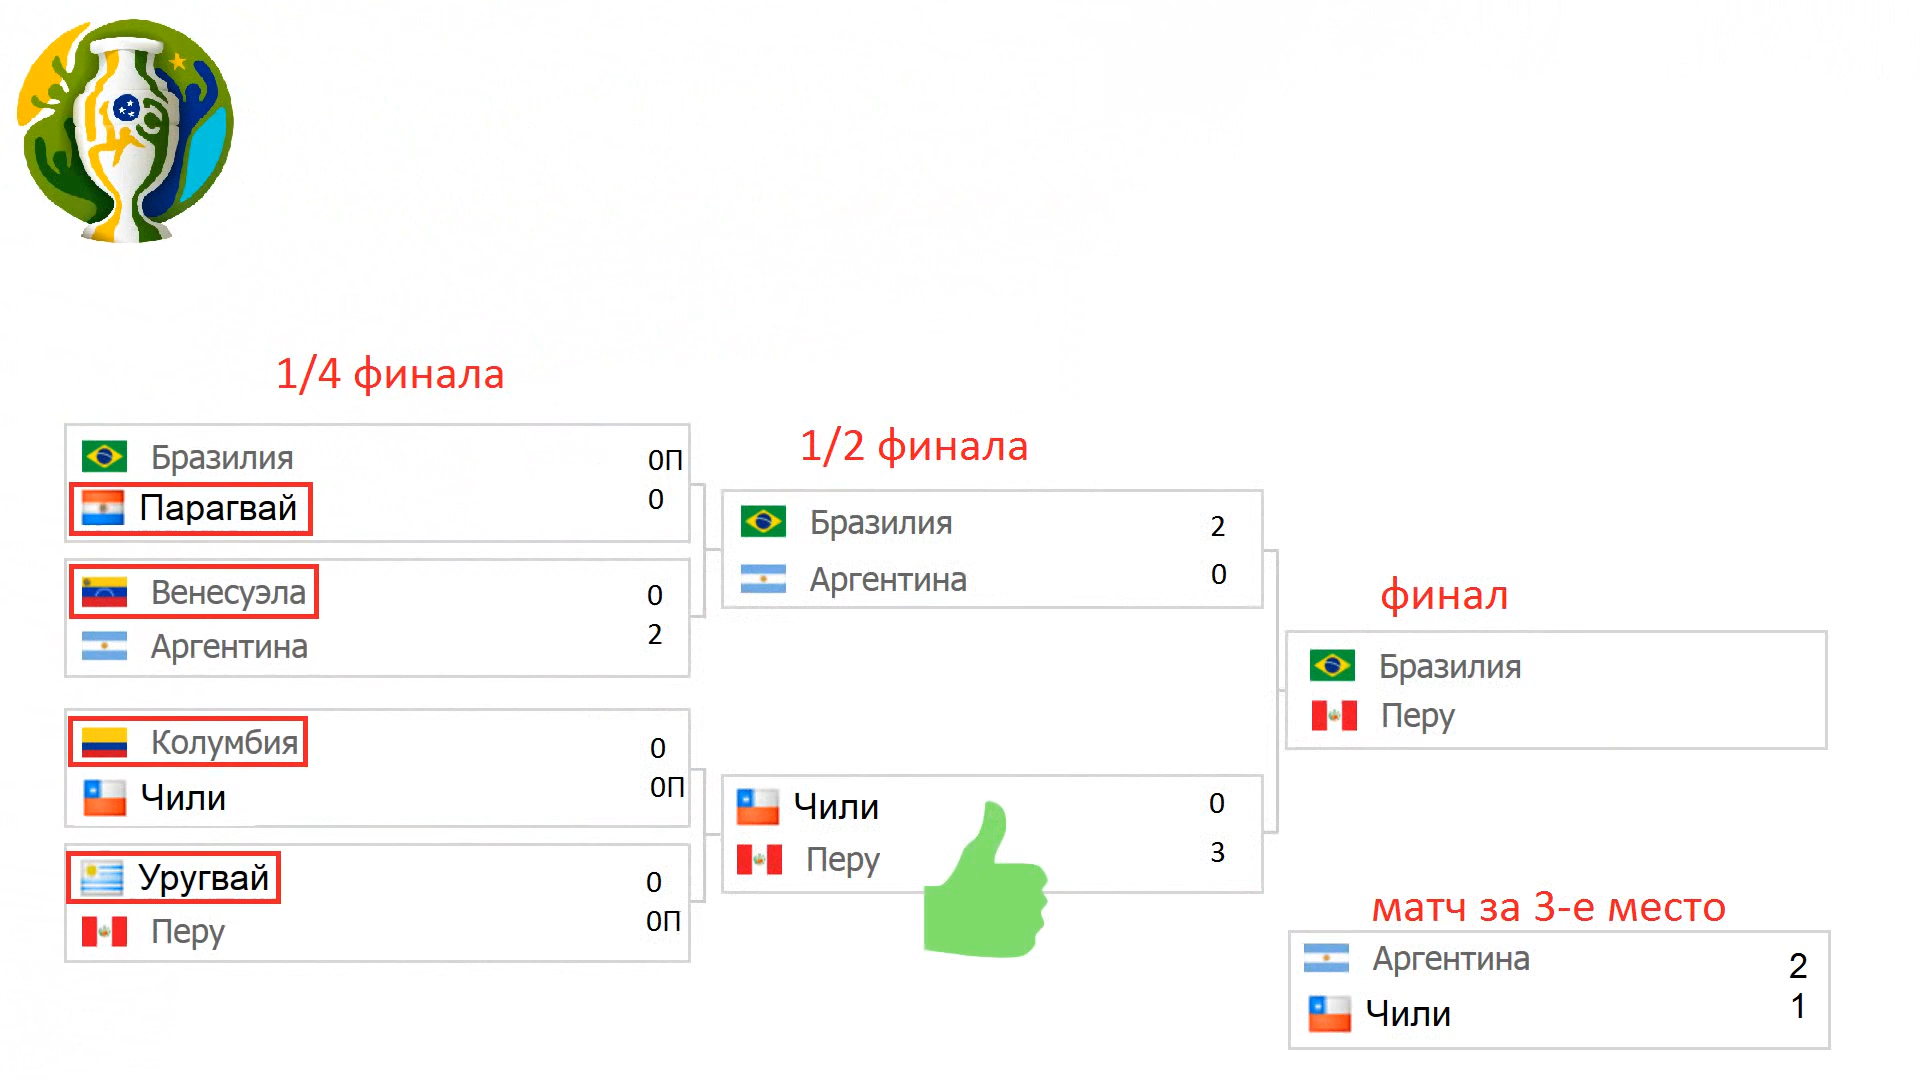 1/4 финала
Бразилия 0П
Парагвай 0
Венесуэла 0
Аргентина 2
Колумбия 0
Чили 0П
Уругвай 0
Перу 0П
1/2 финала
Бразилия 2
Аргентина 0
Чили 0
Перу 3
финал
Бразилия
Перу
матч за 3-е место
Аргентина 2
Чили 1